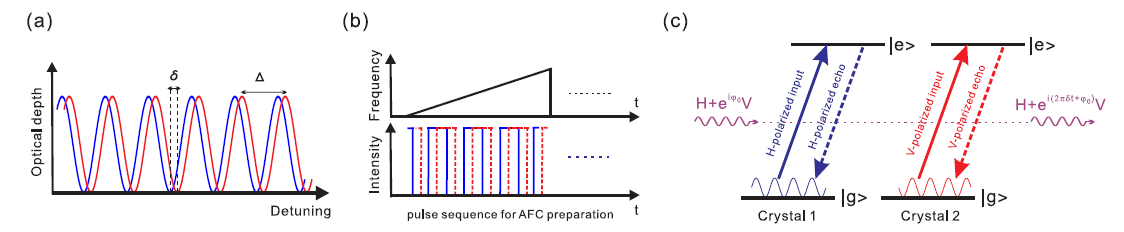 (a)
δ
Δ
Optical depth
Detuning
(b)
Frequency
t
Intensity
t
pulse sequence for AFC preparation
(c)
|e>
|e>
H+e^{iφ₀}V
H-polarized input
H-polarized echo
V-polarized input
V-polarized echo
H+e^{i(2πδt+φ₀)}V
|g>
|g>
Crystal 1
Crystal 2